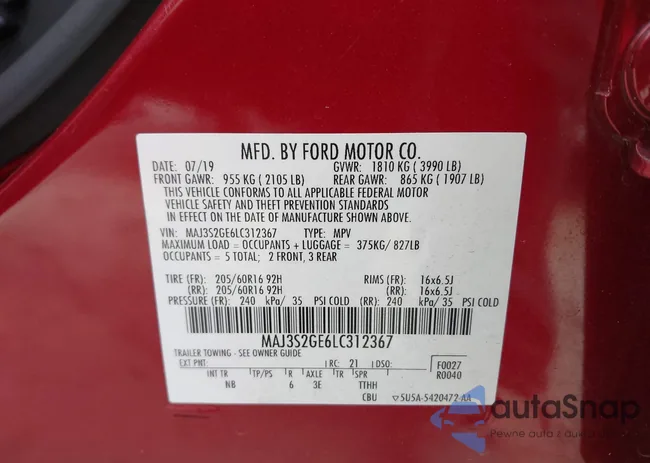 MFD. BY FORD MOTOR CO.
DATE: 07/19 GVWR: 1810 KG ( 3990 LB)
FRONT GAWR: 955 KG ( 2105 LB) REAR GAWR: 865 KG ( 1907 LB)
THIS VEHICLE CONFORMS TO ALL APPLICABLE FEDERAL MOTOR
VEHICLE SAFETY AND THEFT PREVENTION STANDARDS
IN EFFECT ON THE DATE OF MANUFACTURE SHOWN ABOVE.
VIN: MAJ3S2GE6LC312367 TYPE: MPV
MAXIMUM LOAD = OCCUPANTS + LUGGAGE = 375KG/ 827LB
OCCUPANTS = 5 TOTAL; 2 FRONT, 3 REAR
TIRE (FR): 205/60R16 92H RIMS (FR): 16x6.5J
(RR): 205/60R16 92H (RR): 16x6.5J
PRESSURE (FR): 240 kPa/ 35 PSI COLD (RR): 240 kPa/ 35 PSI COLD
MAJ3S2GE6LC312367
TRAILER TOWING - SEE OWNER GUIDE
EXT PNT: RC: 21 DSO: F0027
R0040
INT TR TP/PS R AXLE TR SPR
NB 6 3E TTHH
CBU 5U5A-5420472-AA
autoSnap
Pewne auto z aukcji